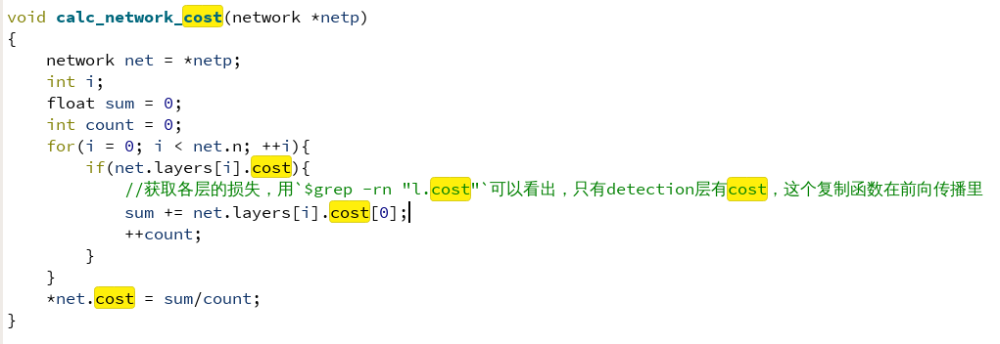 void calc_network_cost(network *netp)
{
    network net = *netp;
    int i;
    float sum = 0;
    int count = 0;
    for(i = 0; i < net.n; ++i){
        if(net.layers[i].cost){
            //获取各层的损失，用`$grep -rn "l.cost"`可以看出，只有detection层有cost，这个复制函数在前向传播里
            sum += net.layers[i].cost[0];
            ++count;
        }
    }
    *net.cost = sum/count;
}